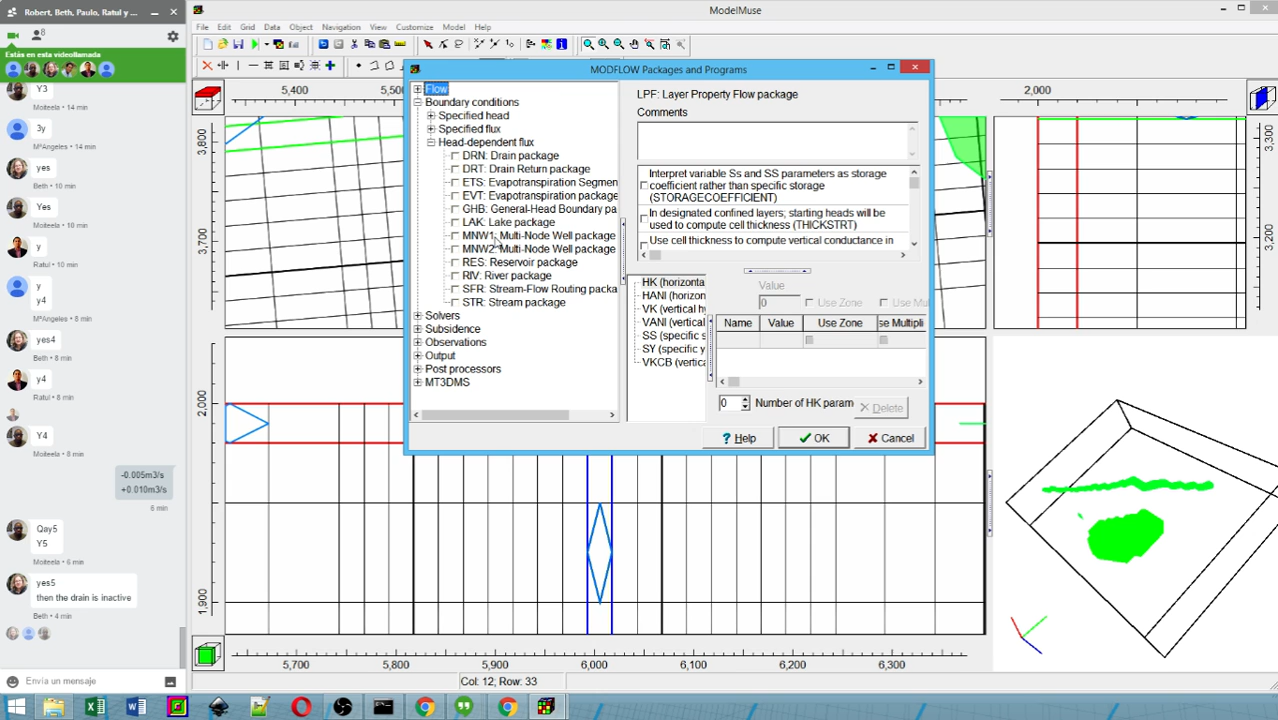 Robert, Beth, Paulo, Ratul y ...
8
Estás en esta videollamada
Y3
Moiteela • 14 min
3y
MªAngeles • 14 min
yes
Beth • 10 min
Yes
Moiteela • 10 min
y
Ratul • 10 min
y
y4
MªAngeles • 8 min
yes4
Beth • 8 min
y4
Ratul • 8 min
Y4
Moiteela • 8 min
-0.005m3/s
+0.010m3/s
6 min
Qay5
Y5
Moiteela • 6 min
yes5
then the drain is inactive
Beth • 4 min
Envía un mensaje
ModelMuse
File Edit Grid Data Object Navigation View Customize Model Help
5,400
5,500
3,800
3,700
2,000
3,300
3,200
2,000
1,900
5,700 5,800 5,900 6,000 6,100 6,200 6,300
Col: 12, Row: 33
MODFLOW Packages and Programs
Flow
Boundary conditions
Specified head
Specified flux
Head-dependent flux
DRN: Drain package
DRT: Drain Return package
ETS: Evapotranspiration Segmen
EVT: Evapotranspiration package
GHB: General-Head Boundary pa
LAK: Lake package
MNW1: Multi-Node Well package
MNW2: Multi-Node Well package
RES: Reservoir package
RIV: River package
SFR: Stream-Flow Routing packa
STR: Stream package
Solvers
Subsidence
Observations
Output
Post processors
MT3DMS
LPF: Layer Property Flow package
Comments
Interpret variable Ss and SS parameters as storage
coefficient rather than specific storage
(STORAGECOEFFICIENT)
In designated confined layers; starting heads will be
used to compute cell thickness (THICKSTRT)
Use cell thickness to compute vertical conductance in
HK (horizonta
HANI (horizon
VK (vertical h
VANI (vertical
SS (specific s
SY (specific y
VKCB (vertica
Value
0
Use Zone
Use Mu
Name Value Use Zone se Multipli
0
Number of HK param
Delete
Help
OK
Cancel